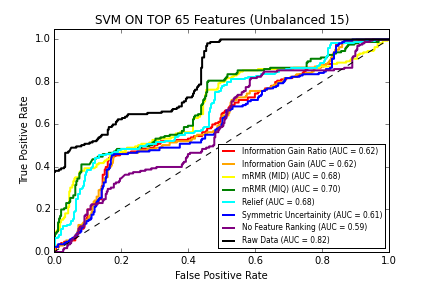 SVM ON TOP 65 Features (Unbalanced 15)
True Positive Rate
1.0
0.8
0.6
0.4
0.2
0.0
Information Gain Ratio (AUC = 0.62)
Information Gain (AUC = 0.62)
mRMR (MID) (AUC = 0.68)
mRMR (MIQ) (AUC = 0.70)
Relief (AUC = 0.68)
Symmetric Uncertainity (AUC = 0.61)
No Feature Ranking (AUC = 0.59)
Raw Data (AUC = 0.82)
0.0 0.2 0.4 0.6 0.8 1.0
False Positive Rate